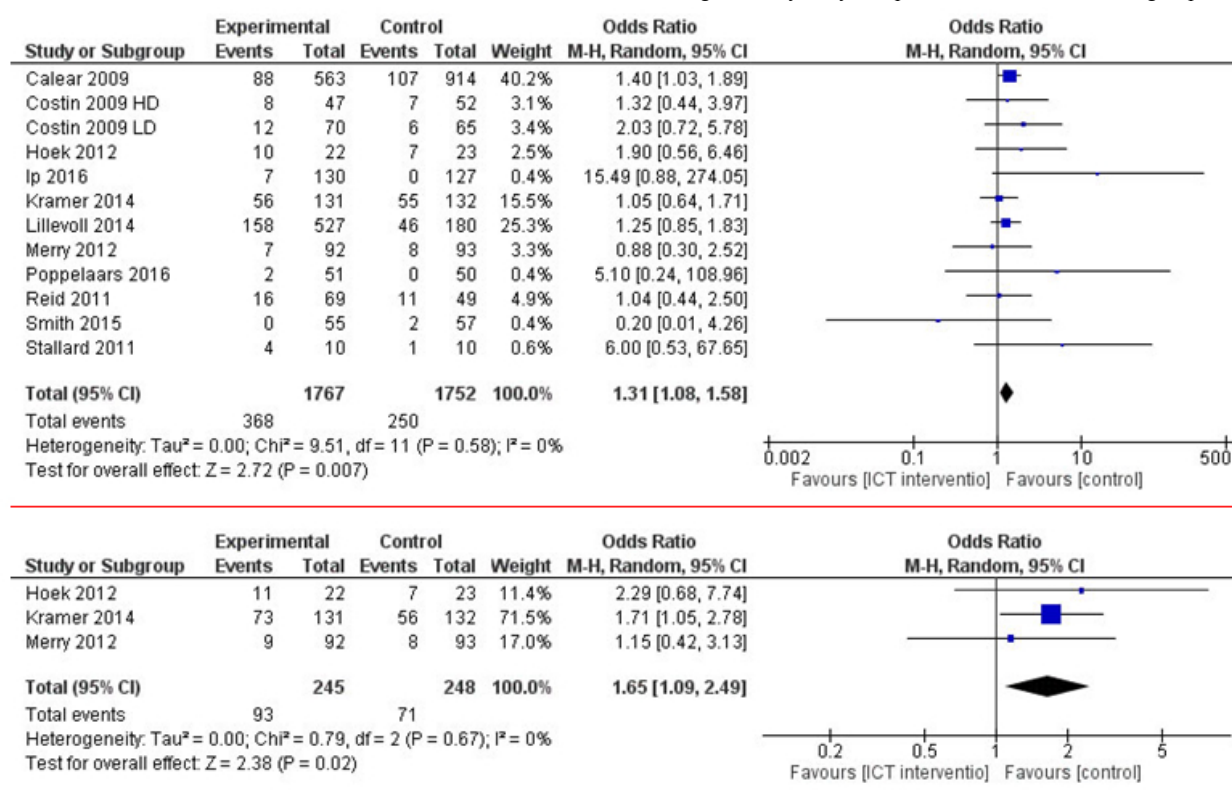 Experimental Control Odds Ratio Odds Ratio
Study or Subgroup Events Total Events Total Weight M-H, Random, 95% CI M-H, Random, 95% CI
Calear 2009 88 563 107 914 40.2% 1.40 [1.03, 1.89]
Costin 2009 HD 8 47 7 52 3.1% 1.32 [0.44, 3.97]
Costin 2009 LD 12 70 6 65 3.4% 2.03 [0.72, 5.78]
Hoek 2012 10 22 7 23 2.5% 1.90 [0.56, 6.46]
Ip 2016 7 130 0 127 0.4% 15.49 [0.88, 274.05]
Kramer 2014 56 131 55 132 15.5% 1.05 [0.64, 1.71]
Lillevoll 2014 158 527 46 180 25.3% 1.25 [0.85, 1.83]
Merry 2012 7 92 8 93 3.3% 0.88 [0.30, 2.52]
Poppelaars 2016 2 51 0 50 0.4% 5.10 [0.24, 108.96]
Reid 2011 16 69 11 49 4.9% 1.04 [0.44, 2.50]
Smith 2015 0 55 2 57 0.4% 0.20 [0.01, 4.26]
Stallard 2011 4 10 1 10 0.6% 6.00 [0.53, 67.65]
Total (95% CI) 1767 1752 100.0% 1.31 [1.08, 1.58]
Total events 368 250
Heterogeneity: Tau² = 0.00; Chi² = 9.51, df = 11 (P = 0.58); I² = 0%
Test for overall effect: Z = 2.72 (P = 0.007)
0.002 0.1 1 10 500
Favours [ICT interventio] Favours [control]
Experimental Control Odds Ratio Odds Ratio
Study or Subgroup Events Total Events Total Weight M-H, Random, 95% CI M-H, Random, 95% CI
Hoek 2012 11 22 7 23 11.4% 2.29 [0.68, 7.74]
Kramer 2014 73 131 56 132 71.5% 1.71 [1.05, 2.78]
Merry 2012 9 92 8 93 17.0% 1.15 [0.42, 3.13]
Total (95% CI) 245 248 100.0% 1.65 [1.09, 2.49]
Total events 93 71
Heterogeneity: Tau² = 0.00; Chi² = 0.79, df = 2 (P = 0.67); I² = 0%
Test for overall effect: Z = 2.38 (P = 0.02)
0.2 0.5 1 2 5
Favours [ICT interventio] Favours [control]